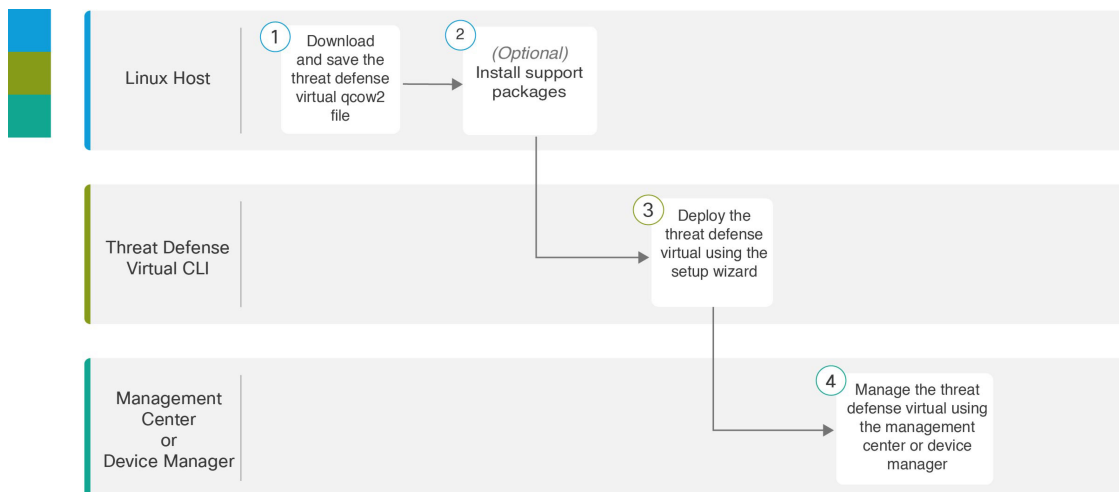 Linux Host
1
Download
and save the
threat defense
virtual qcow2
file
2
(Optional)
Install support
packages
Threat Defense
Virtual CLI
3
Deploy the
threat defense
virtual using the
setup wizard
Management
Center
or
Device Manager
4
Manage the threat
defense virtual using
the management
center or device
manager